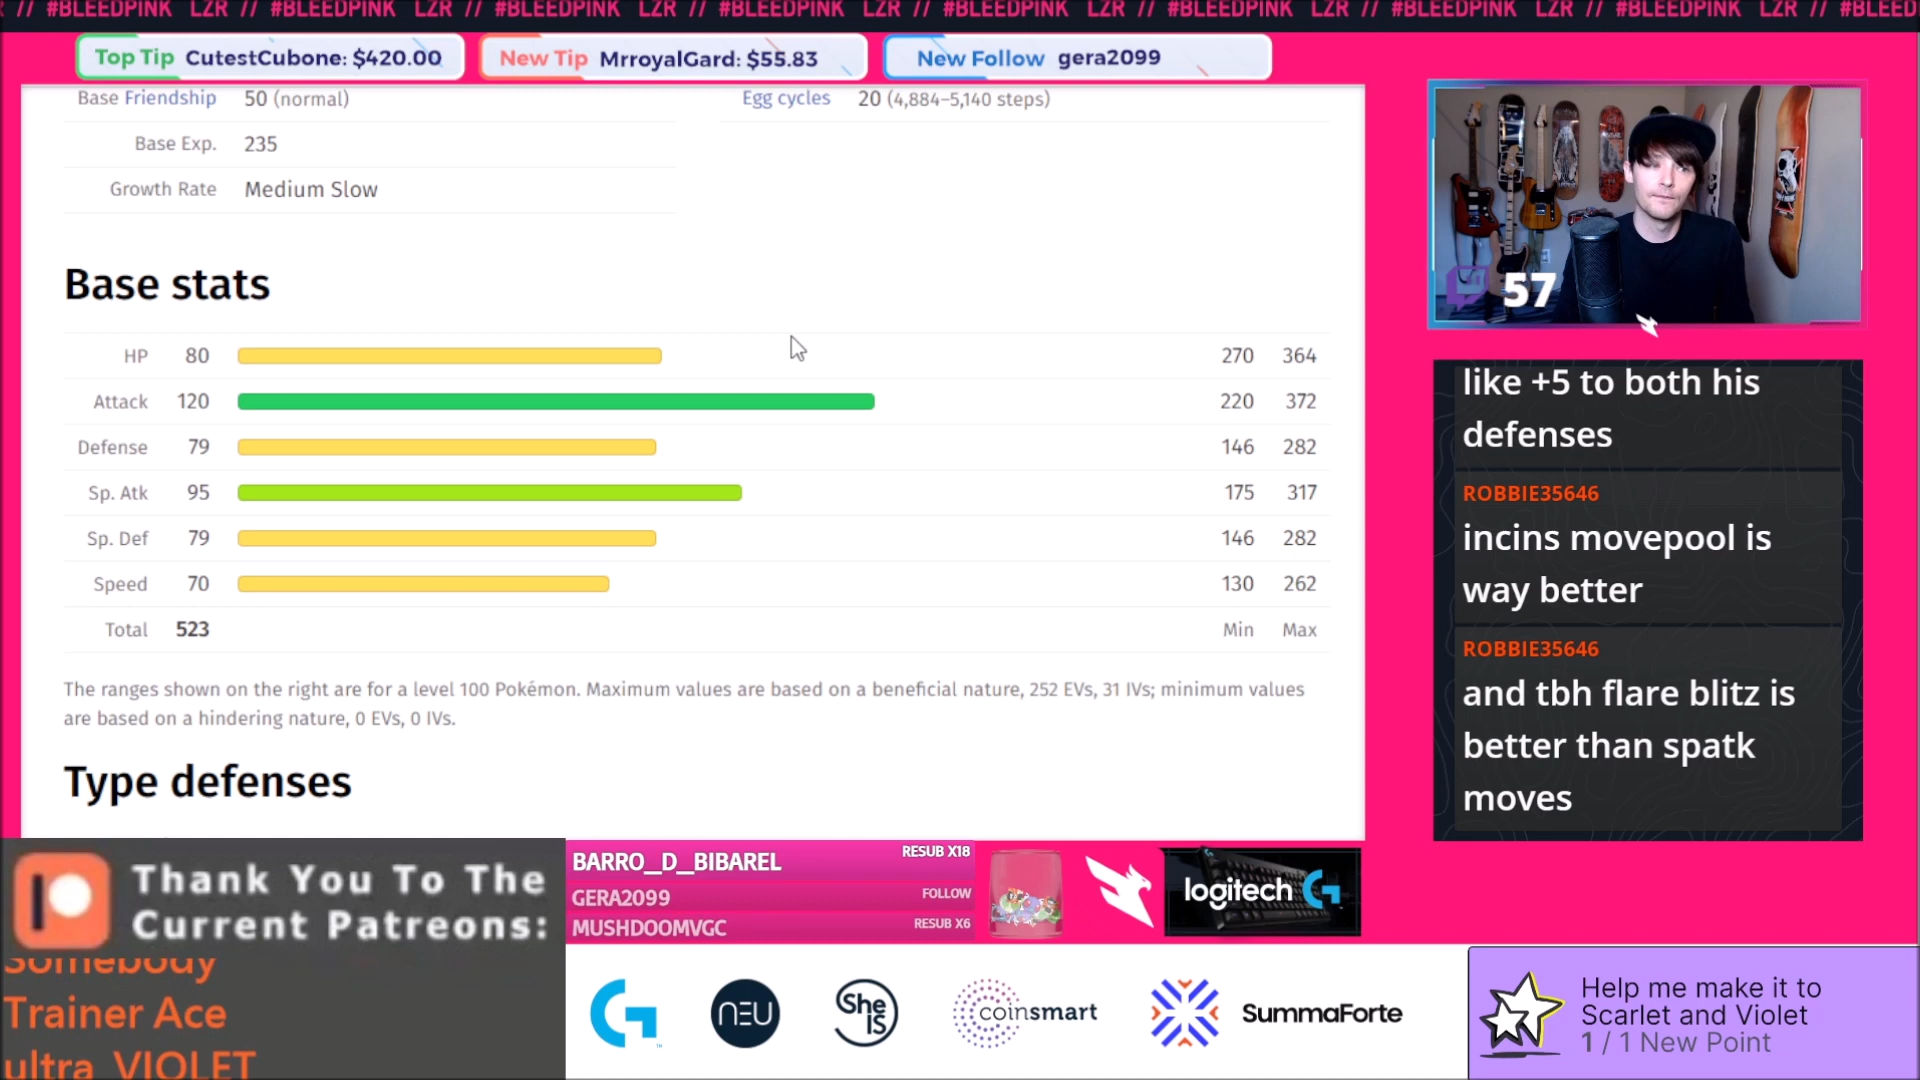 // #BLEEDPINK LZR // #BLEEDPINK LZR // #BLEEDPINK LZR // #BLEEDPINK LZR // #BLEEDPINK LZR // #BLEEDPINK LZR // #BLEEDPINK LZR // #BLEEDPINK LZR // #BLEED
Top Tip CutestCubone: $420.00
New Tip MrroyalGard: $55.83
New Follow gera2099
Base Friendship 50 (normal)
Egg cycles 20 (4,884–5,140 steps)
Base Exp. 235
Growth Rate Medium Slow
Base stats
HP 80 270 364
Attack 120 220 372
Defense 79 146 282
Sp. Atk 95 175 317
Sp. Def 79 146 282
Speed 70 130 262
Total 523 Min Max
The ranges shown on the right are for a level 100 Pokémon. Maximum values are based on a beneficial nature, 252 EVs, 31 IVs; minimum values
are based on a hindering nature, 0 EVs, 0 IVs.
Type defenses
57
like +5 to both his
defenses
ROBBIE35646
incins movepool is
way better
ROBBIE35646
and tbh flare blitz is
better than spatk
moves
Thank You To The
Current Patreons:
Somebody
Trainer Ace
ultra_VIOLET
BARRO__D_BIBAREL RESUB X18
GERA2099 FOLLOW
MUSHDOOMVGC RESUB X6
logitech G
neu
She
IS
coinsmart
SummaForte
Help me make it to
Scarlet and Violet
1 / 1 New Point